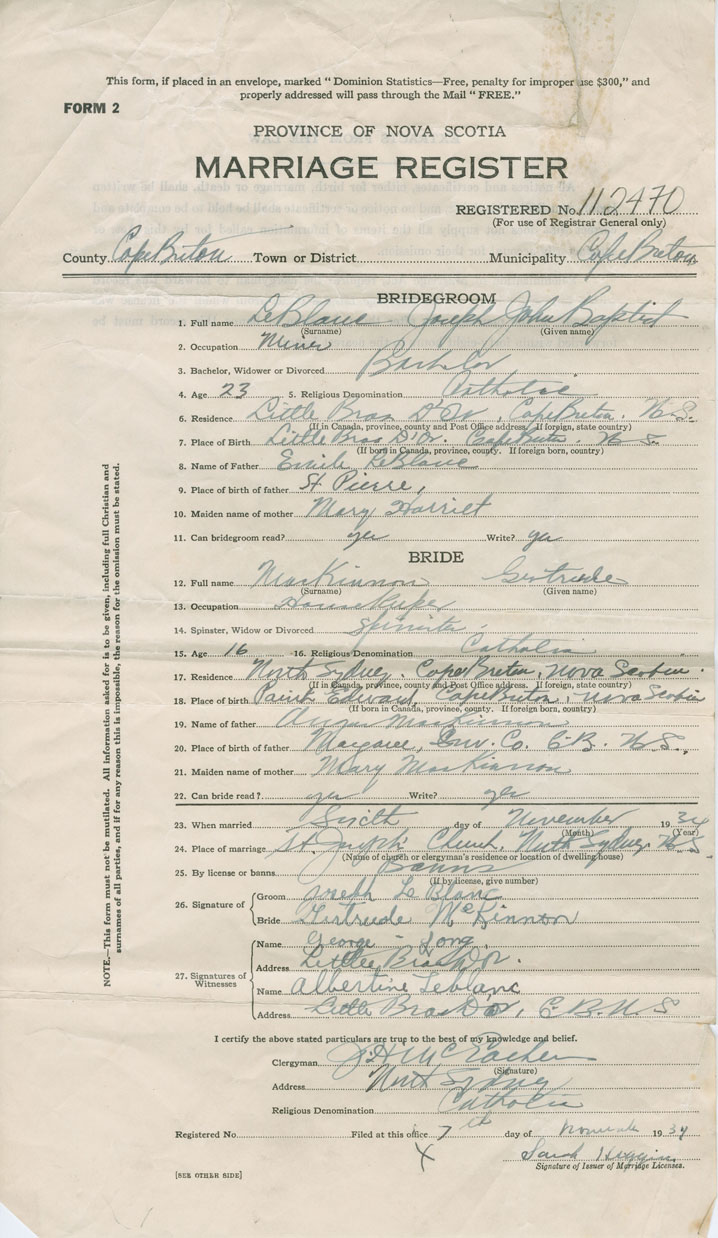 This form, if placed in an envelope, marked "Dominion Statistics—Free, penalty for improper use $300," and
properly addressed will pass through the Mail "FREE."
FORM 2
PROVINCE OF NOVA SCOTIA
MARRIAGE REGISTER
REGISTERED No. 112470
(For use of Registrar General only)
County Cape Breton Town or District Municipality Cape Breton
BRIDEGROOM
1. Full name LeBlanc Joseph John Baptist
(Surname) (Given name)
2. Occupation Miner
3. Bachelor, Widower or Divorced Bachelor
4. Age 23 5. Religious Denomination Catholic
6. Residence Little Bras D'Or, Cape Breton. N.S.
(If in Canada, province, county and Post Office address. If foreign, state country)
7. Place of Birth Little Bras D'Or. Cape Breton. N.S.
(If born in Canada, province, county. If foreign born, country)
8. Name of Father Emile LeBlanc
9. Place of birth of father St Pierre,
10. Maiden name of mother Mary Harriet
11. Can bridegroom read? yes Write? yes
BRIDE
12. Full name MacKinnon Gertrude
(Surname) (Given name)
13. Occupation Housekeeper
14. Spinster, Widow or Divorced Spinster.
15. Age 16 16. Religious Denomination Catholic
17. Residence North Sydney. Cape Breton, Nova Scotia.
(If in Canada, province, county and Post Office address. If foreign, state country)
18. Place of birth Edward, Cape Breton, Nova Scotia
(If born in Canada, province, county. If foreign born, country)
19. Name of father Angus MacKinnon
20. Place of birth of father Margaree, Inv. Co. C.B. N.S.
21. Maiden name of mother Mary MacKinnon
22. Can bride read? yes Write? yes
23. When married Sixth day of November 1934
(Month) (Year)
24. Place of marriage St. Joseph Church, North Sydney. N.S.
(Name of church or clergyman's residence or location of dwelling house)
25. By license or banns Banns
(If by license, give number)
26. Signature of
Groom Joseph Le Blanc
Bride Gertrude McKinnon
27. Signatures of Witnesses
Name George Long
Address Little Bras D'or.
Name Albertine Leblanc
Address Little Bras D'or, C.B. N.S
I certify the above stated particulars are true to the best of my knowledge and belief.
Clergyman J. H. McEachen
(Signature)
Address North Sydney
Religious Denomination Catholic
Registered No. Filed at this office 7th day of November 1934
X
Sarah Higgins
Signature of Issuer of Marriage Licenses.
[SEE OTHER SIDE]
NOTE.—This form must not be mutilated. All information asked for is to be given, including full Christian and
surnames of all parties, and if for any reason this is impossible, the reason for the omission must be stated.